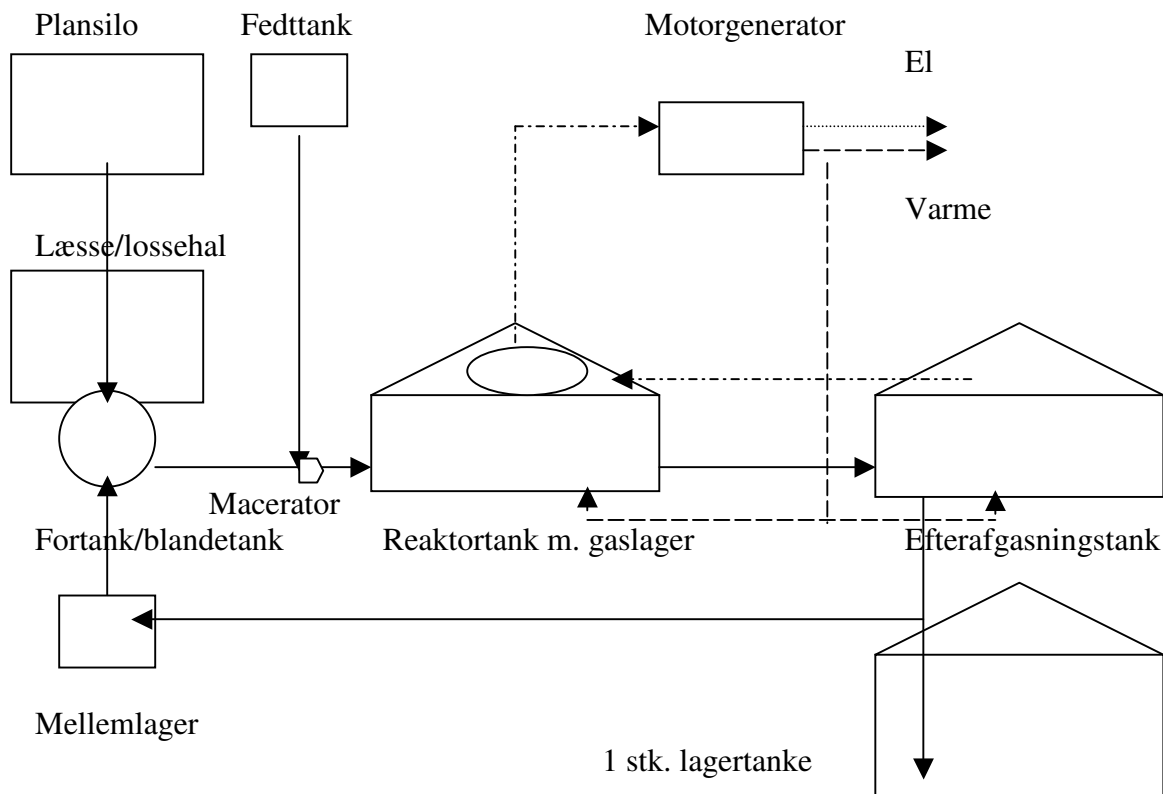 Plansilo
Fedttank
Motorgenerator
El
Varme
Læsse/lossehal
Macerator
Fortank/blandetank
Reaktortank m. gaslager
Efterafgasningstank
Mellemlager
1 stk. lagertanke